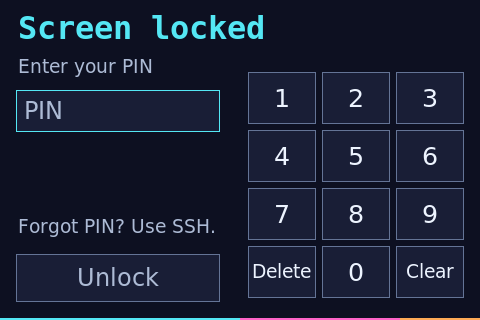 Screen locked
Enter your PIN
PIN
Forgot PIN? Use SSH.
Unlock
1 2 3
4 5 6
7 8 9
Delete 0 Clear